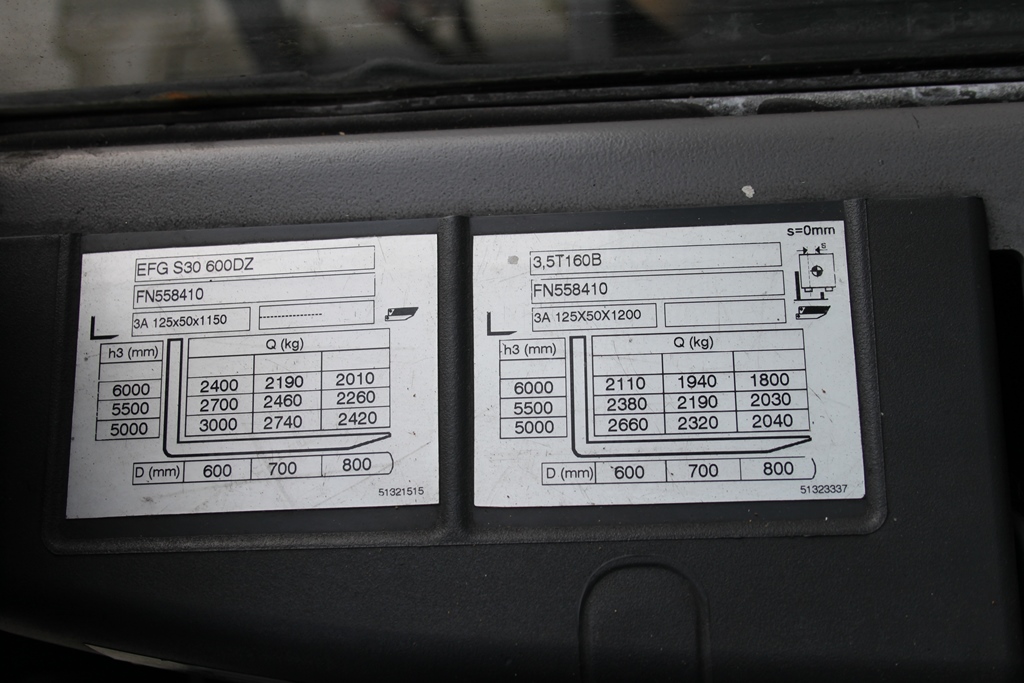 EFG S30 600DZ
FN558410
3A 125x50x1150
h3 (mm) Q (kg)
6000 2400 2190 2010
5500 2700 2460 2260
5000 3000 2740 2420
D (mm) 600 700 800
51321515
s=0mm
s
3,5T160B
FN558410
3A 125X50X1200
h3 (mm) Q (kg)
6000 2110 1940 1800
5500 2380 2190 2030
5000 2660 2320 2040
D (mm) 600 700 800
51323337